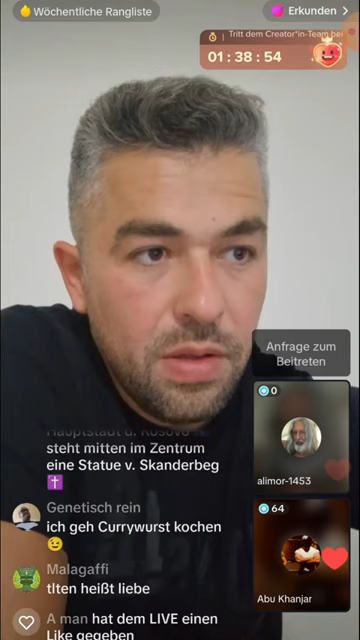 Wöchentliche Rangliste
Erkunden >
Tritt dem Creator*in-Team bei
01 : 38 : 54
Anfrage zum
Beitreten
0
alimor-1453
64
Abu Khanjar
Hauptstadt d. Kosovo
steht mitten im Zentrum
eine Statue v. Skanderbeg
✝️
Genetisch rein
ich geh Currywurst kochen
😉
Malagaffi
tlten heißt liebe
A man hat dem LIVE einen
Like gegeben